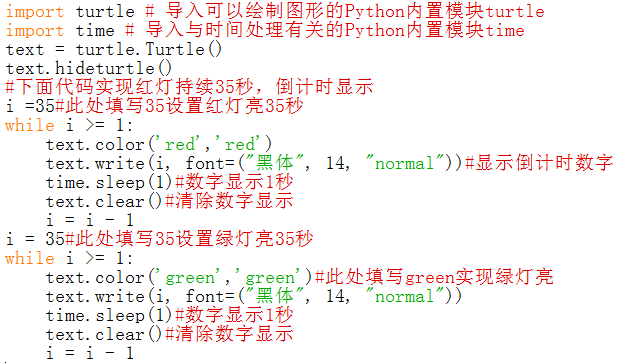 import turtle # 导入可以绘制图形的Python内置模块turtle
import time # 导入与时间处理有关的Python内置模块time
text = turtle.Turtle()
text.hideturtle()
#下面代码实现红灯持续35秒，倒计时显示
i =35#此处填写35设置红灯亮35秒
while i >= 1:
    text.color('red','red')
    text.write(i, font=("黑体", 14, "normal"))#显示倒计时数字
    time.sleep(1)#数字显示1秒
    text.clear()#清除数字显示
    i = i - 1
i = 35#此处填写35设置绿灯亮35秒
while i >= 1:
    text.color('green','green')#此处填写green实现绿灯亮
    text.write(i, font=("黑体", 14, "normal"))
    time.sleep(1)#数字显示1秒
    text.clear()#清除数字显示
    i = i - 1